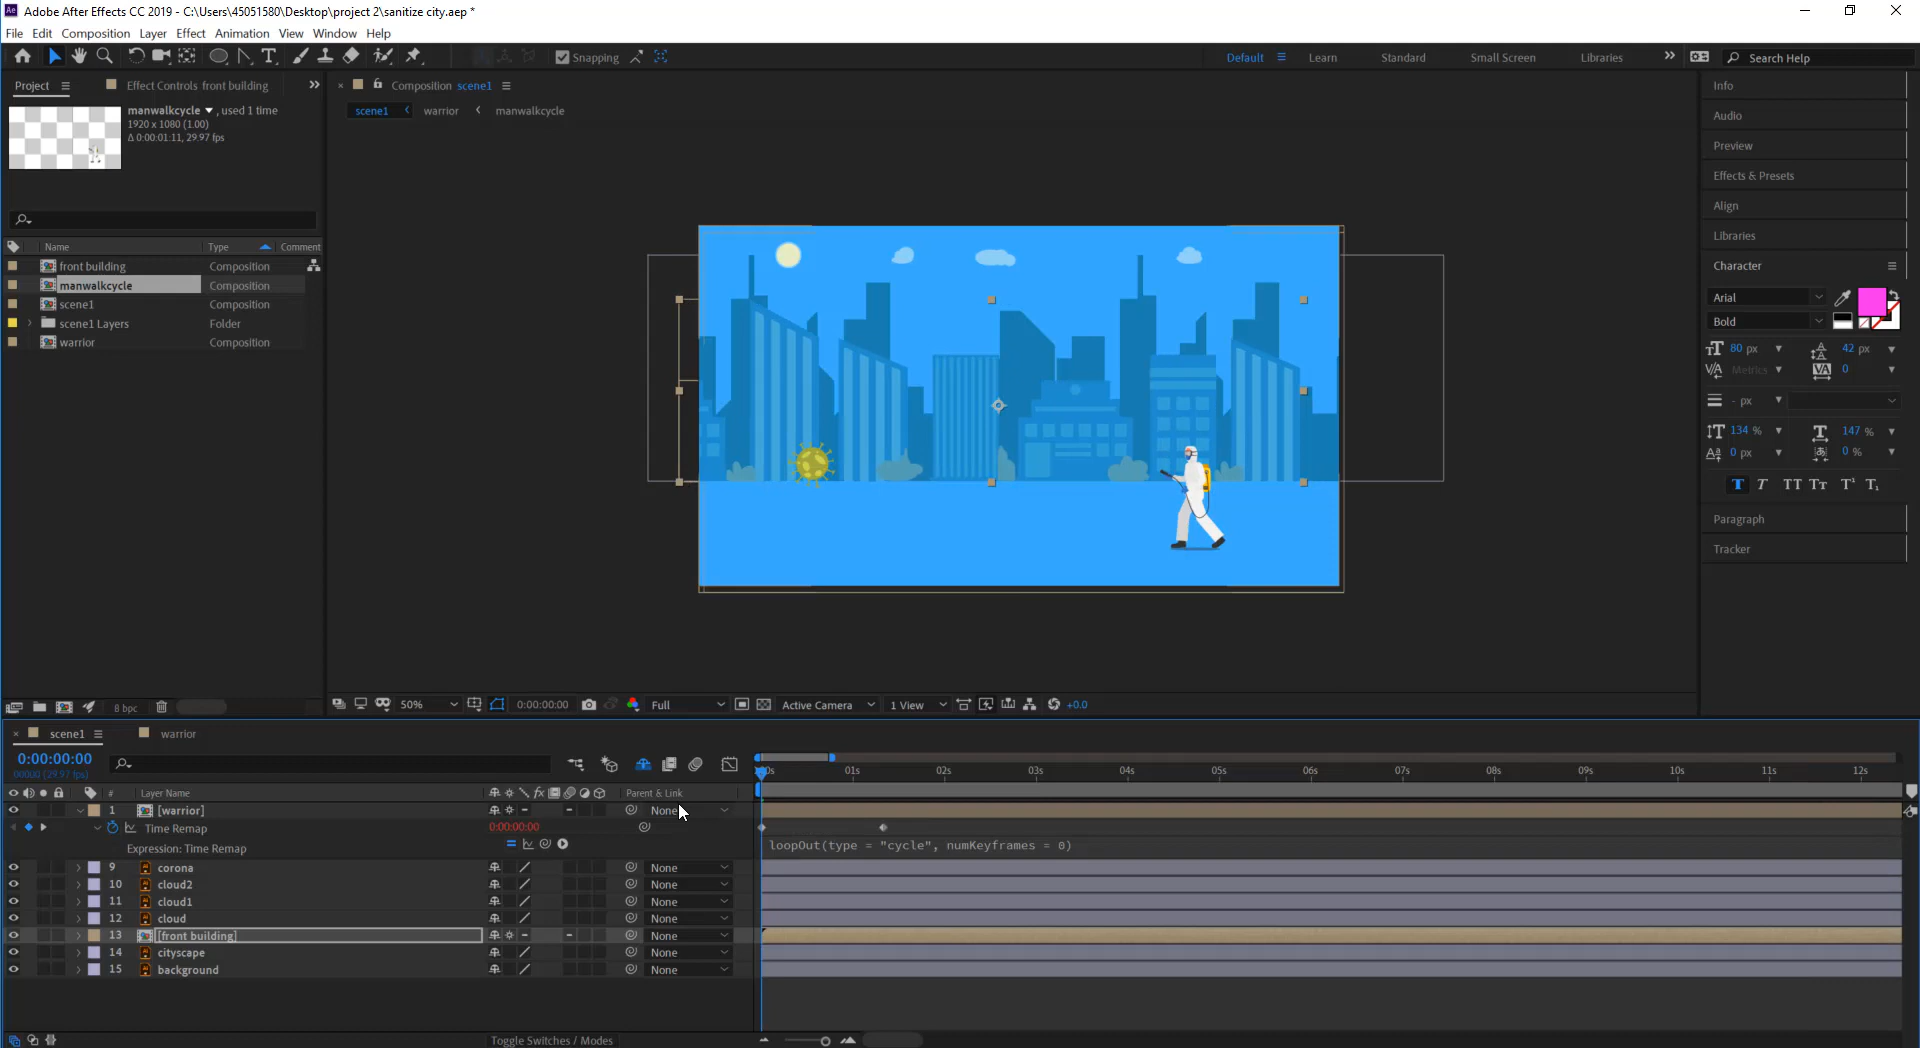 Adobe After Effects CC 2019 - C:\Users\45051580\Desktop\project 2\sanitize city.aep *
File Edit Composition Layer Effect Animation View Window Help
Snapping
Default Learn Standard Small Screen Libraries Search Help
Project Effect Controls front building
Composition scene1
scene1 warrior manwalkcycle
manwalkcycle , used 1 time
1920 x 1080 (1.00)
Δ 0:00:01:11, 29.97 fps
Name Type Comment
front building Composition
manwalkcycle Composition
scene1 Composition
scene1 Layers Folder
warrior Composition
Info
Audio
Preview
Effects & Presets
Align
Libraries
Character
Arial
Bold
80 px 42 px
Metrics 0
- px
134 % 147 %
0 px 0 %
T T TT Tт T¹ T₁
Paragraph
Tracker
8 bpc
50% 0:00:00:00 Full Active Camera 1 View +0.0
scene1 warrior
0:00:00:00
00000 (29.97 fps)
01s 02s 03s 04s 05s 06s 07s 08s 09s 10s 11s 12s
# Layer Name fx Parent & Link
1 [warrior] None
Time Remap 0:00:00:00
Expression: Time Remap loopOut(type = "cycle", numKeyframes = 0)
9 corona None
10 cloud2 None
11 cloud1 None
12 cloud None
13 [front building] None
14 cityscape None
15 background None
Toggle Switches / Modes